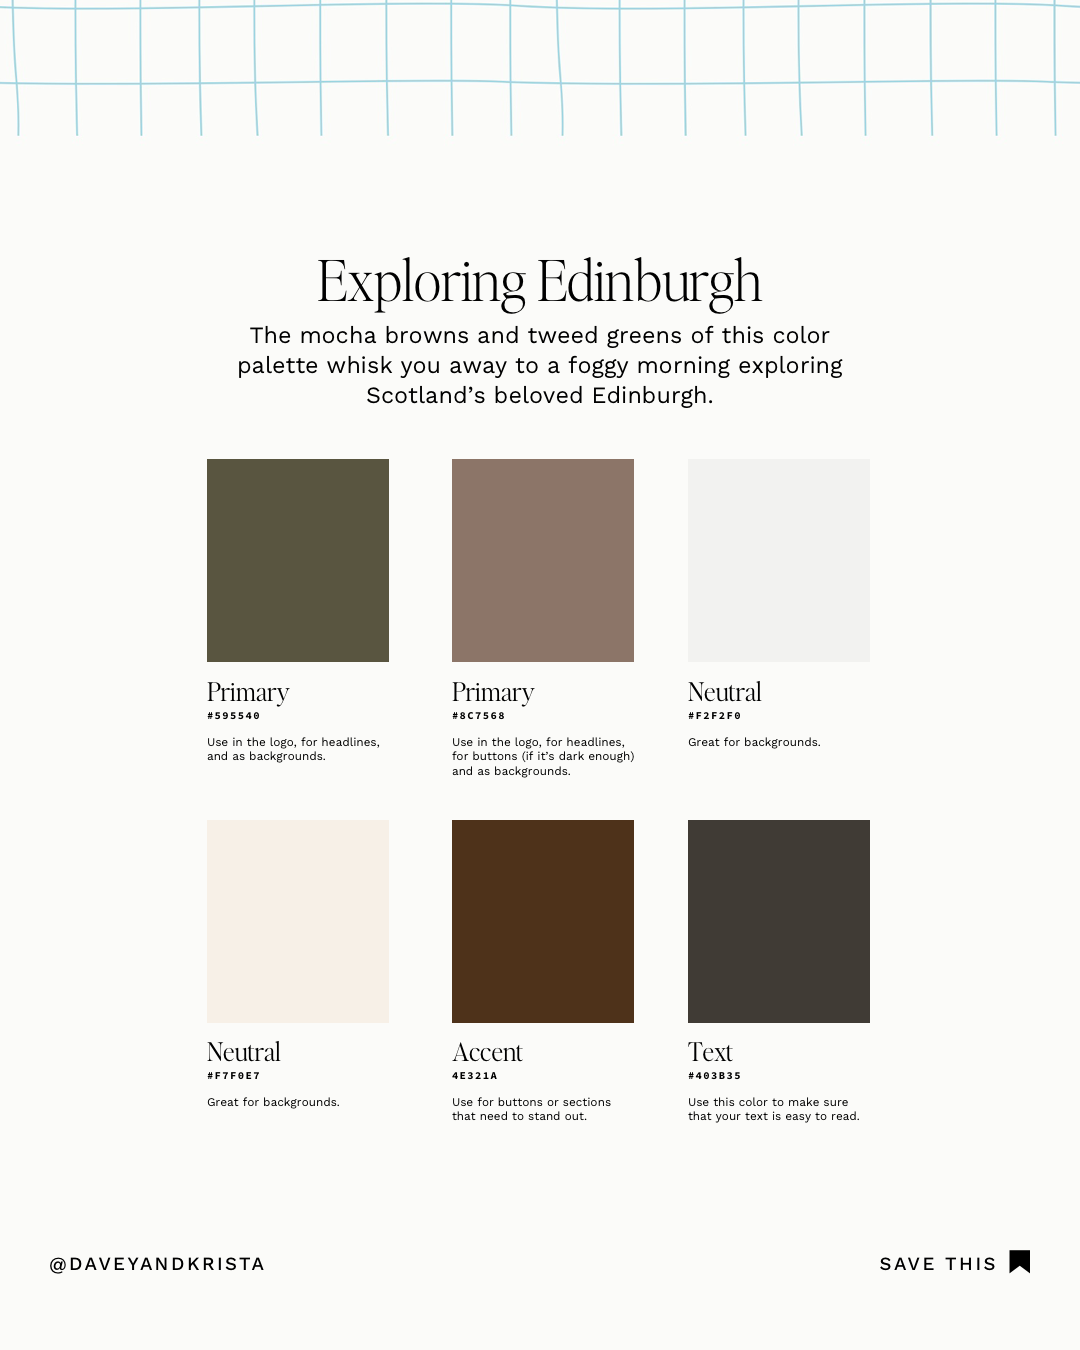 Exploring Edinburgh
The mocha browns and tweed greens of this color
palette whisk you away to a foggy morning exploring
Scotland’s beloved Edinburgh.
Primary
#595540
Use in the logo, for headlines,
and as backgrounds.
Primary
#8C7568
Use in the logo, for headlines,
for buttons (if it’s dark enough)
and as backgrounds.
Neutral
#F2F2F0
Great for backgrounds.
Neutral
#F7F0E7
Great for backgrounds.
Accent
4E321A
Use for buttons or sections
that need to stand out.
Text
#403B35
Use this color to make sure
that your text is easy to read.
@DAVEYANDKRISTA
SAVE THIS